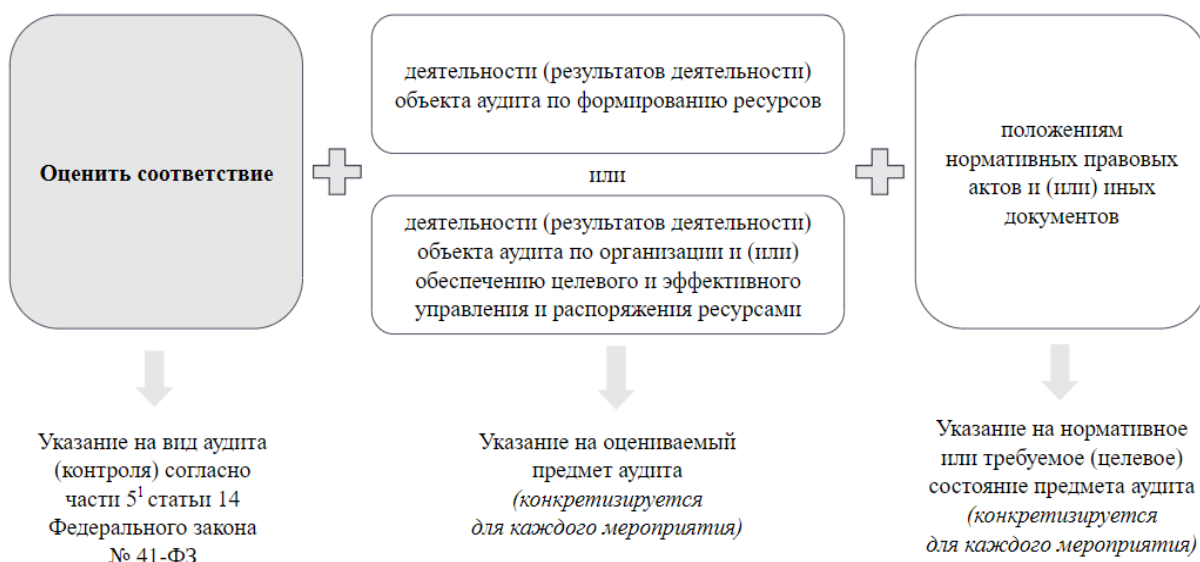 Оценить соответствие
деятельности (результатов деятельности)
объекта аудита по формированию ресурсов
или
деятельности (результатов деятельности)
объекта аудита по организации и (или)
обеспечению целевого и эффективного
управления и распоряжения ресурсами
положениям
нормативных правовых
актов и (или) иных
документов
Указание на вид аудита
(контроля) согласно
части 5¹ статьи 14
Федерального закона
№ 41-ФЗ
Указание на оцениваемый
предмет аудита
(конкретизируется
для каждого мероприятия)
Указание на нормативное
или требуемое (целевое)
состояние предмета аудита
(конкретизируется
для каждого мероприятия)